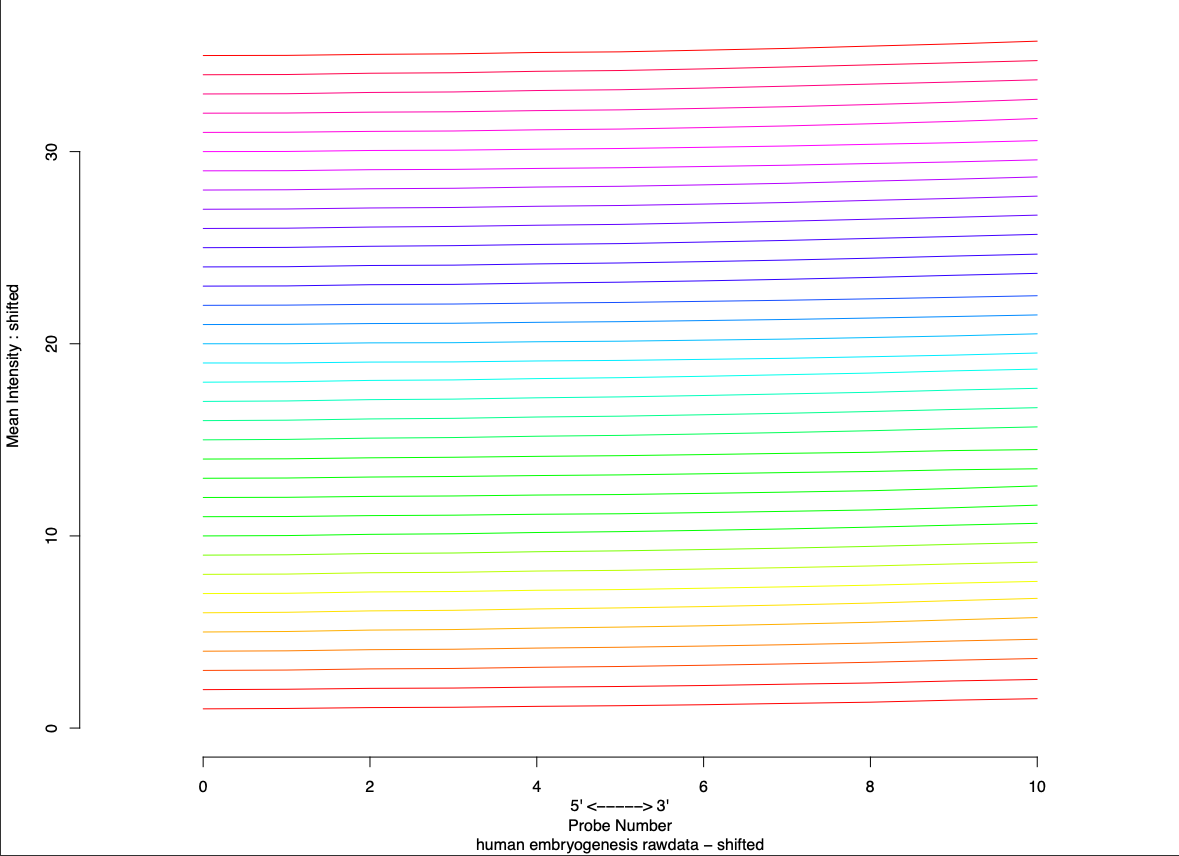 Mean Intensity : shifted
30
20
10
0
0 2 4 6 8 10
5' <-----> 3'
Probe Number
human embryogenesis rawdata – shifted